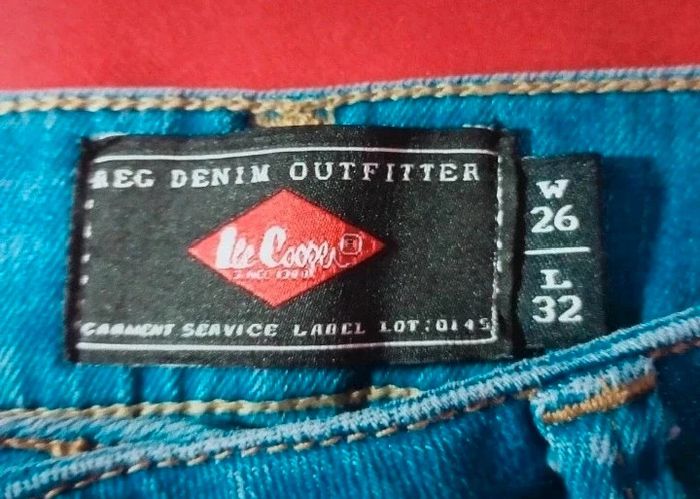 REG DENIM OUTFITTER
Lee Cooper
GARMENT SERVICE LABEL LOT:0145
W
26
L
32